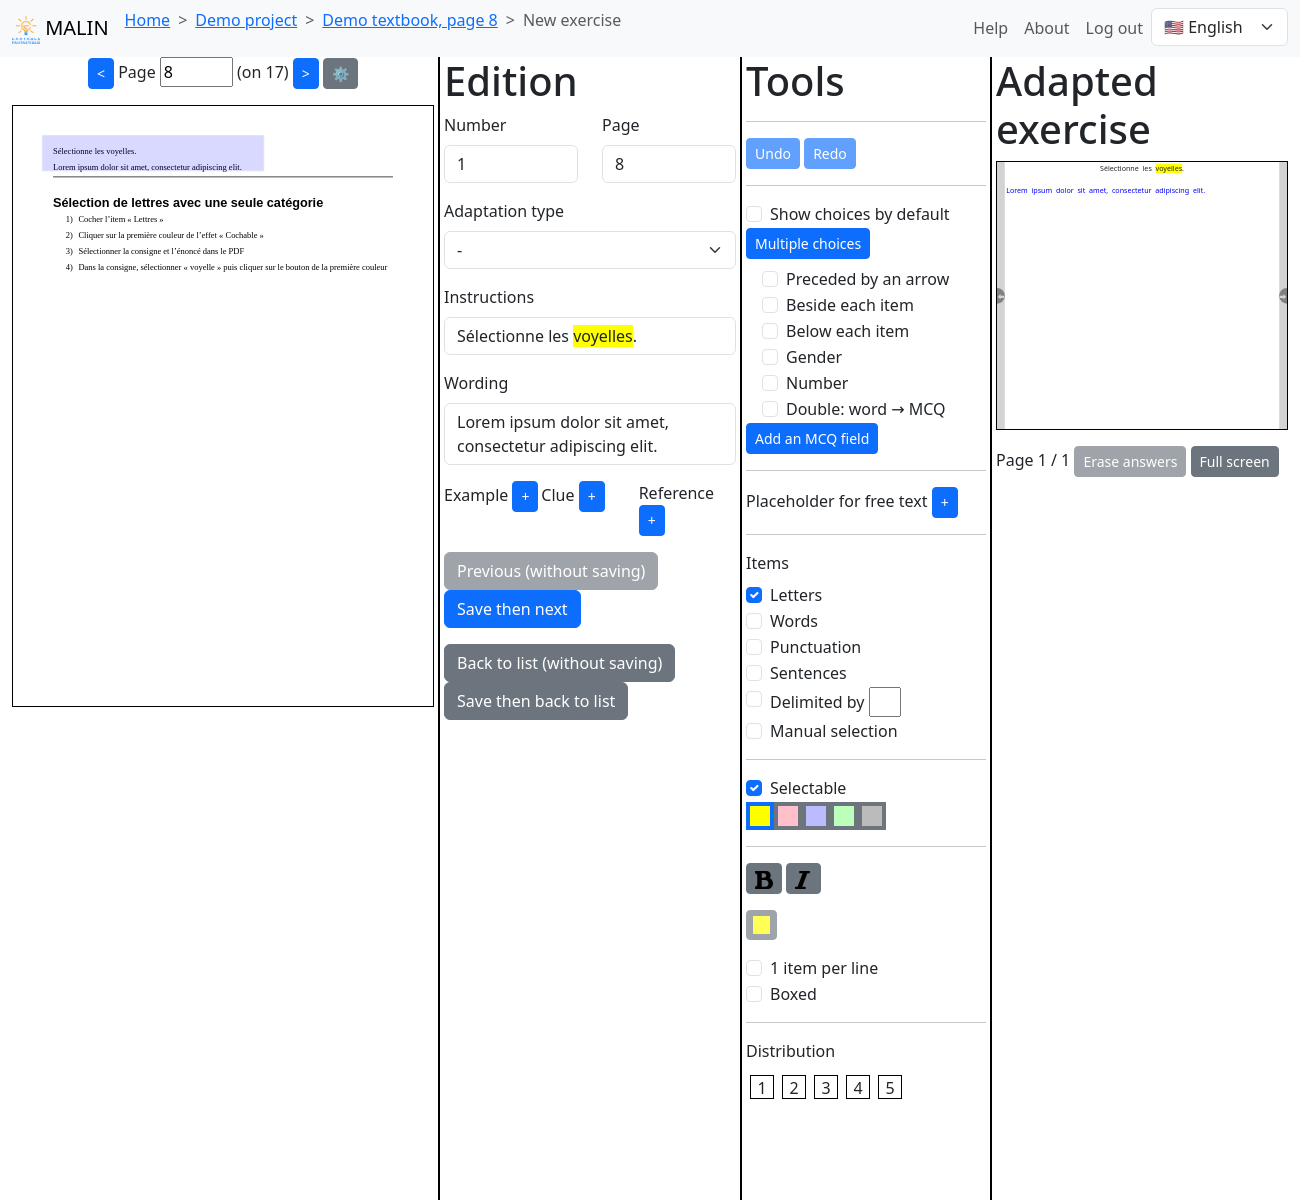 MALIN
Home > Demo project > Demo textbook, page 8 > New exercise
Help About Log out 🇺🇸 English
< Page 8 (on 17) > ⚙️
Sélectionne les voyelles.
Lorem ipsum dolor sit amet, consectetur adipiscing elit.
Sélection de lettres avec une seule catégorie
1) Cocher l’item « Lettres »
2) Cliquer sur la première couleur de l’effet « Cochable »
3) Sélectionner la consigne et l’énoncé dans le PDF
4) Dans la consigne, sélectionner « voyelle » puis cliquer sur le bouton de la première couleur
Edition
Number Page
1 8
Adaptation type
-
Instructions
Sélectionne les voyelles.
Wording
Lorem ipsum dolor sit amet,
consectetur adipiscing elit.
Example + Clue + Reference
+
Previous (without saving)
Save then next
Back to list (without saving)
Save then back to list
Tools
Undo Redo
Show choices by default
Multiple choices
Preceded by an arrow
Beside each item
Below each item
Gender
Number
Double: word → MCQ
Add an MCQ field
Placeholder for free text +
Items
Letters
Words
Punctuation
Sentences
Delimited by
Manual selection
Selectable
B I
1 item per line
Boxed
Distribution
1 2 3 4 5
Adapted
exercise
Sélectionne les voyelles.
Lorem ipsum dolor sit amet, consectetur adipiscing elit.
Page 1 / 1 Erase answers Full screen